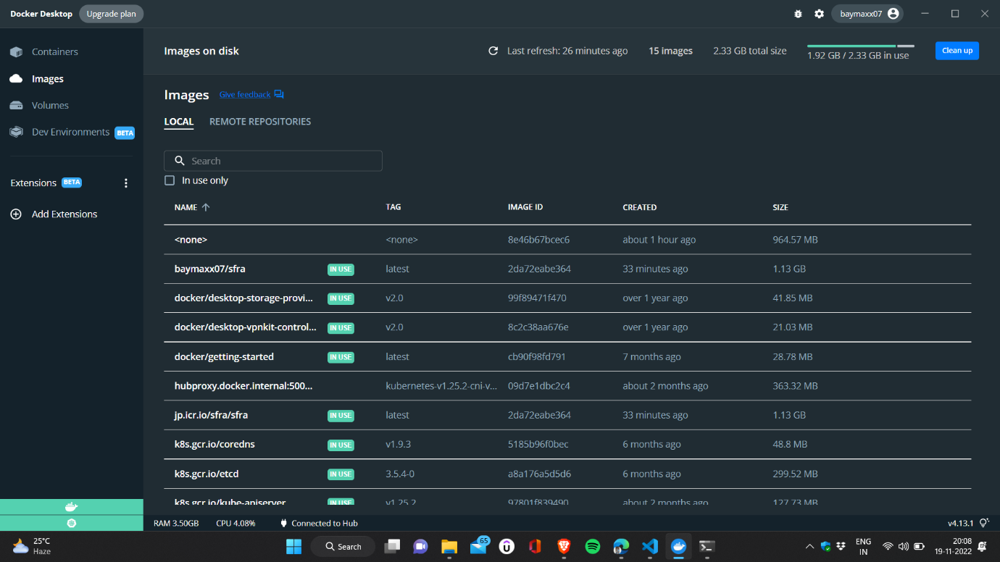 Docker Desktop Upgrade plan baymaxx07
Containers
Images
Volumes
Dev Environments BETA
Extensions BETA
Add Extensions
Images on disk Last refresh: 26 minutes ago 15 images 2.33 GB total size 1.92 GB / 2.33 GB in use Clean up
Images Give feedback
LOCAL REMOTE REPOSITORIES
Search
In use only
NAME TAG IMAGE ID CREATED SIZE
<none> <none> 8e46b67bcec6 about 1 hour ago 964.57 MB
baymaxx07/sfra IN USE latest 2da72eabe364 33 minutes ago 1.13 GB
docker/desktop-storage-provi... IN USE v2.0 99f89471f470 over 1 year ago 41.85 MB
docker/desktop-vpnkit-control... IN USE v2.0 8c2c38aa676e over 1 year ago 21.03 MB
docker/getting-started IN USE latest cb90f98fd791 7 months ago 28.78 MB
hubproxy.docker.internal:500... kubernetes-v1.25.2-cni-v... 09d7e1dbc2c4 about 2 months ago 363.32 MB
jp.icr.io/sfra/sfra IN USE latest 2da72eabe364 33 minutes ago 1.13 GB
k8s.gcr.io/coredns IN USE v1.9.3 5185b96f0bec 6 months ago 48.8 MB
k8s.gcr.io/etcd IN USE 3.5.4-0 a8a176a5d5d6 6 months ago 299.52 MB
k8s.gcr.io/kube-apiserver IN USE v1.25.2 97801f839490 about 2 months ago 127.73 MB
RAM 3.50GB CPU 4.08% Connected to Hub v4.13.1
25°C
Haze
Search
65
ENG
IN
20:08
19-11-2022